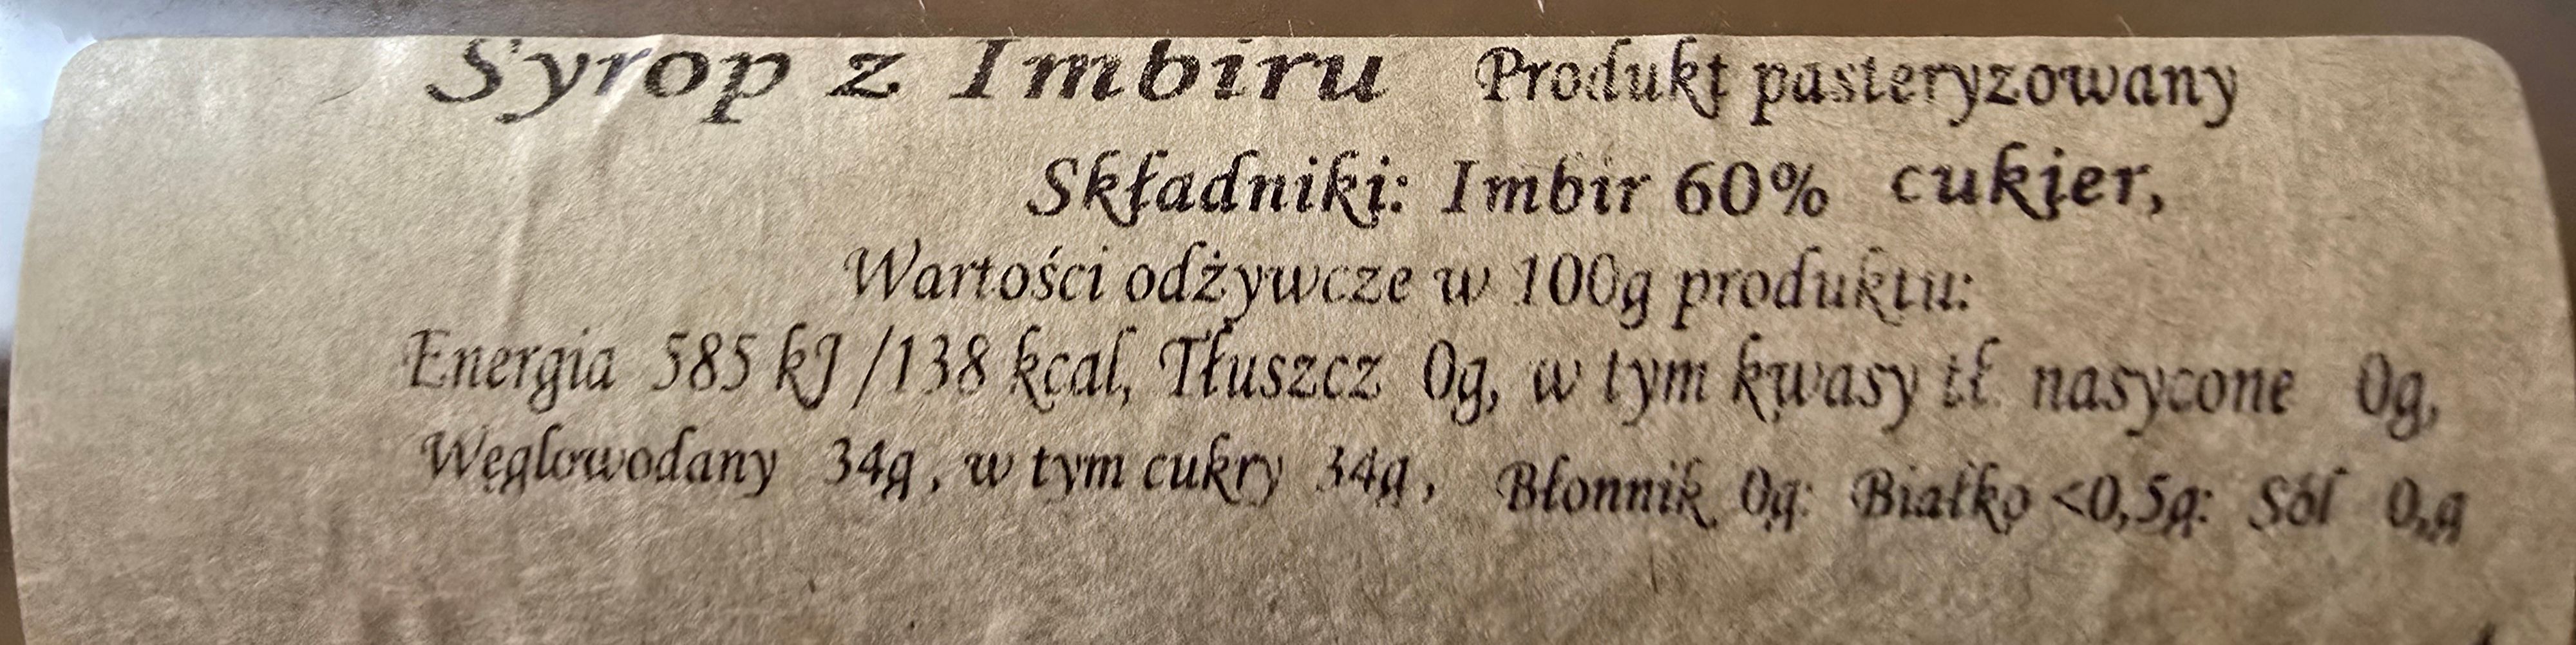 Syrop z Imbiru Produkt pasteryzowany
Składniki: Imbir 60% cukier,
Wartości odżywcze w 100g produktu:
Energia 585 kJ /138 kcal, Tłuszcz 0g, w tym kwasy tł. nasycone 0g,
Węglowodany 34g, w tym cukry 34g, Błonnik 0g: Białko <0,5g: Sól 0,g